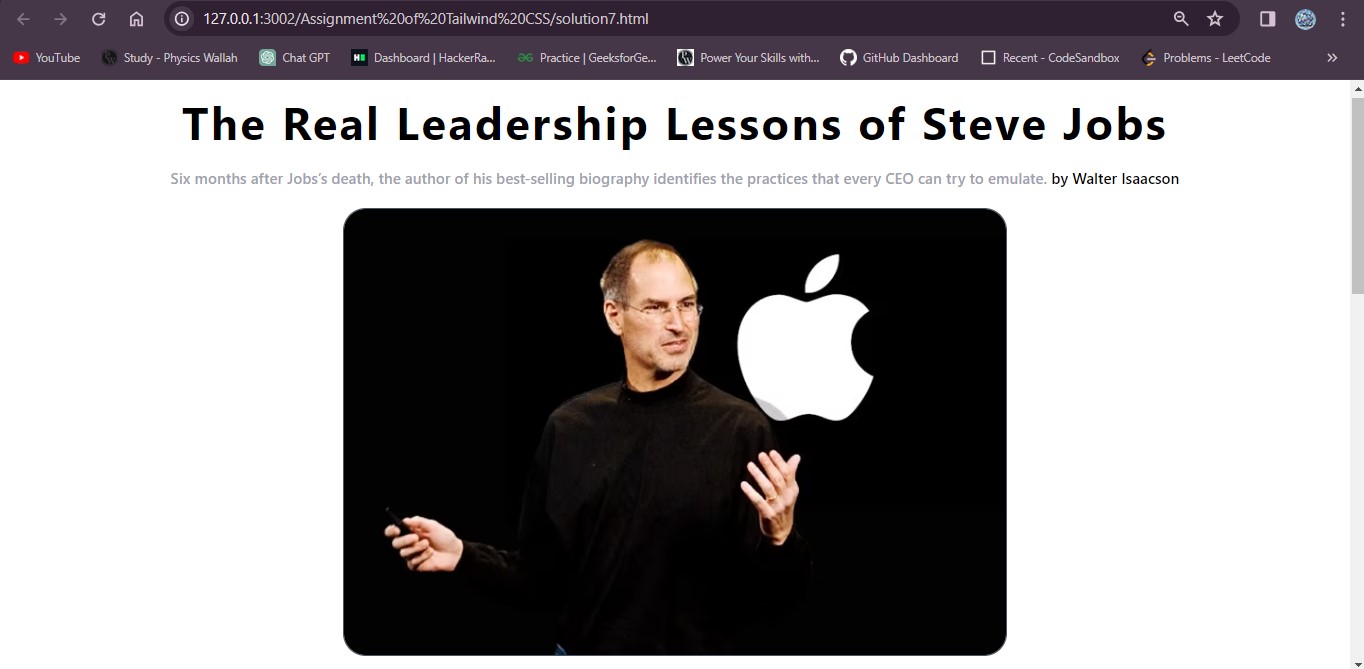 127.0.0.1:3002/Assignment%20of%20Tailwind%20CSS/solution7.html
YouTube Study - Physics Wallah Chat GPT Dashboard | HackerRa... Practice | GeeksforGe... Power Your Skills with... GitHub Dashboard Recent - CodeSandbox Problems - LeetCode
The Real Leadership Lessons of Steve Jobs
Six months after Jobs’s death, the author of his best-selling biography identifies the practices that every CEO can try to emulate. by Walter Isaacson